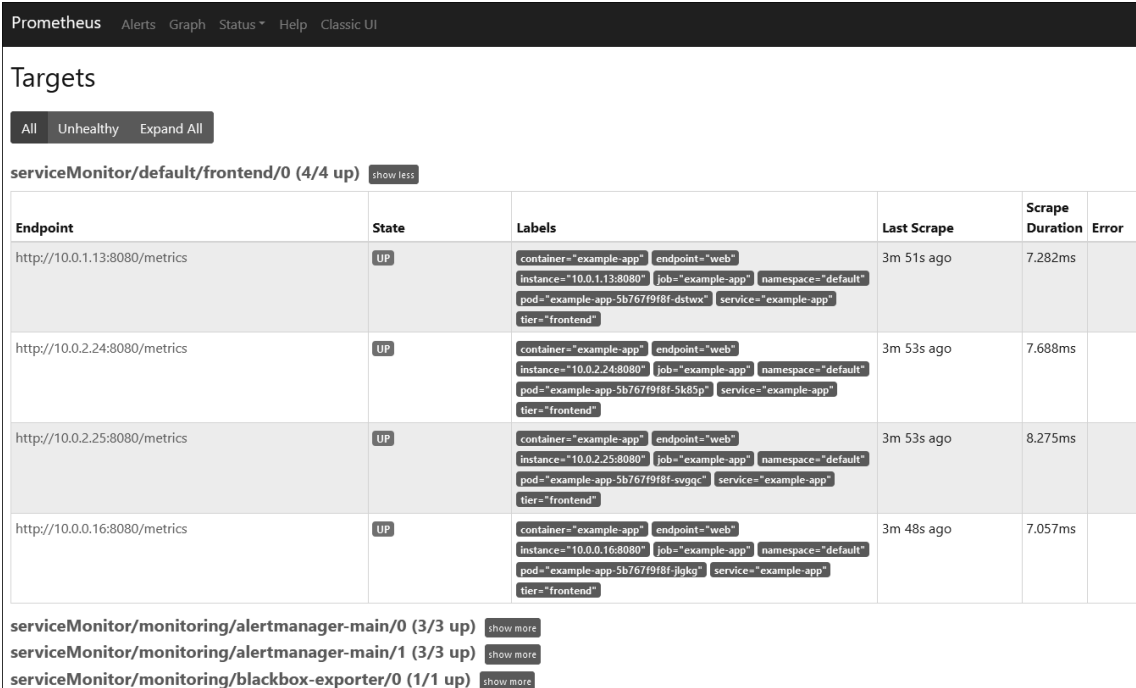 Prometheus Alerts Graph Status Help Classic UI
Targets
All Unhealthy Expand All
serviceMonitor/default/frontend/0 (4/4 up) show less
Endpoint State Labels Last Scrape Scrape Duration Error
http://10.0.1.13:8080/metrics UP container="example-app" endpoint="web" 3m 51s ago 7.282ms
instance="10.0.1.13:8080" job="example-app" namespace="default"
pod="example-app-5b767f9f8f-dstwx" service="example-app"
tier="frontend"
http://10.0.2.24:8080/metrics UP container="example-app" endpoint="web" 3m 53s ago 7.688ms
instance="10.0.2.24:8080" job="example-app" namespace="default"
pod="example-app-5b767f9f8f-5k85p" service="example-app"
tier="frontend"
http://10.0.2.25:8080/metrics UP container="example-app" endpoint="web" 3m 53s ago 8.275ms
instance="10.0.2.25:8080" job="example-app" namespace="default"
pod="example-app-5b767f9f8f-svgqc" service="example-app"
tier="frontend"
http://10.0.0.16:8080/metrics UP container="example-app" endpoint="web" 3m 48s ago 7.057ms
instance="10.0.0.16:8080" job="example-app" namespace="default"
pod="example-app-5b767f9f8f-jlgkg" service="example-app"
tier="frontend"
serviceMonitor/monitoring/alertmanager-main/0 (3/3 up) show more
serviceMonitor/monitoring/alertmanager-main/1 (3/3 up) show more
serviceMonitor/monitoring/blackbox-exporter/0 (1/1 up) show more